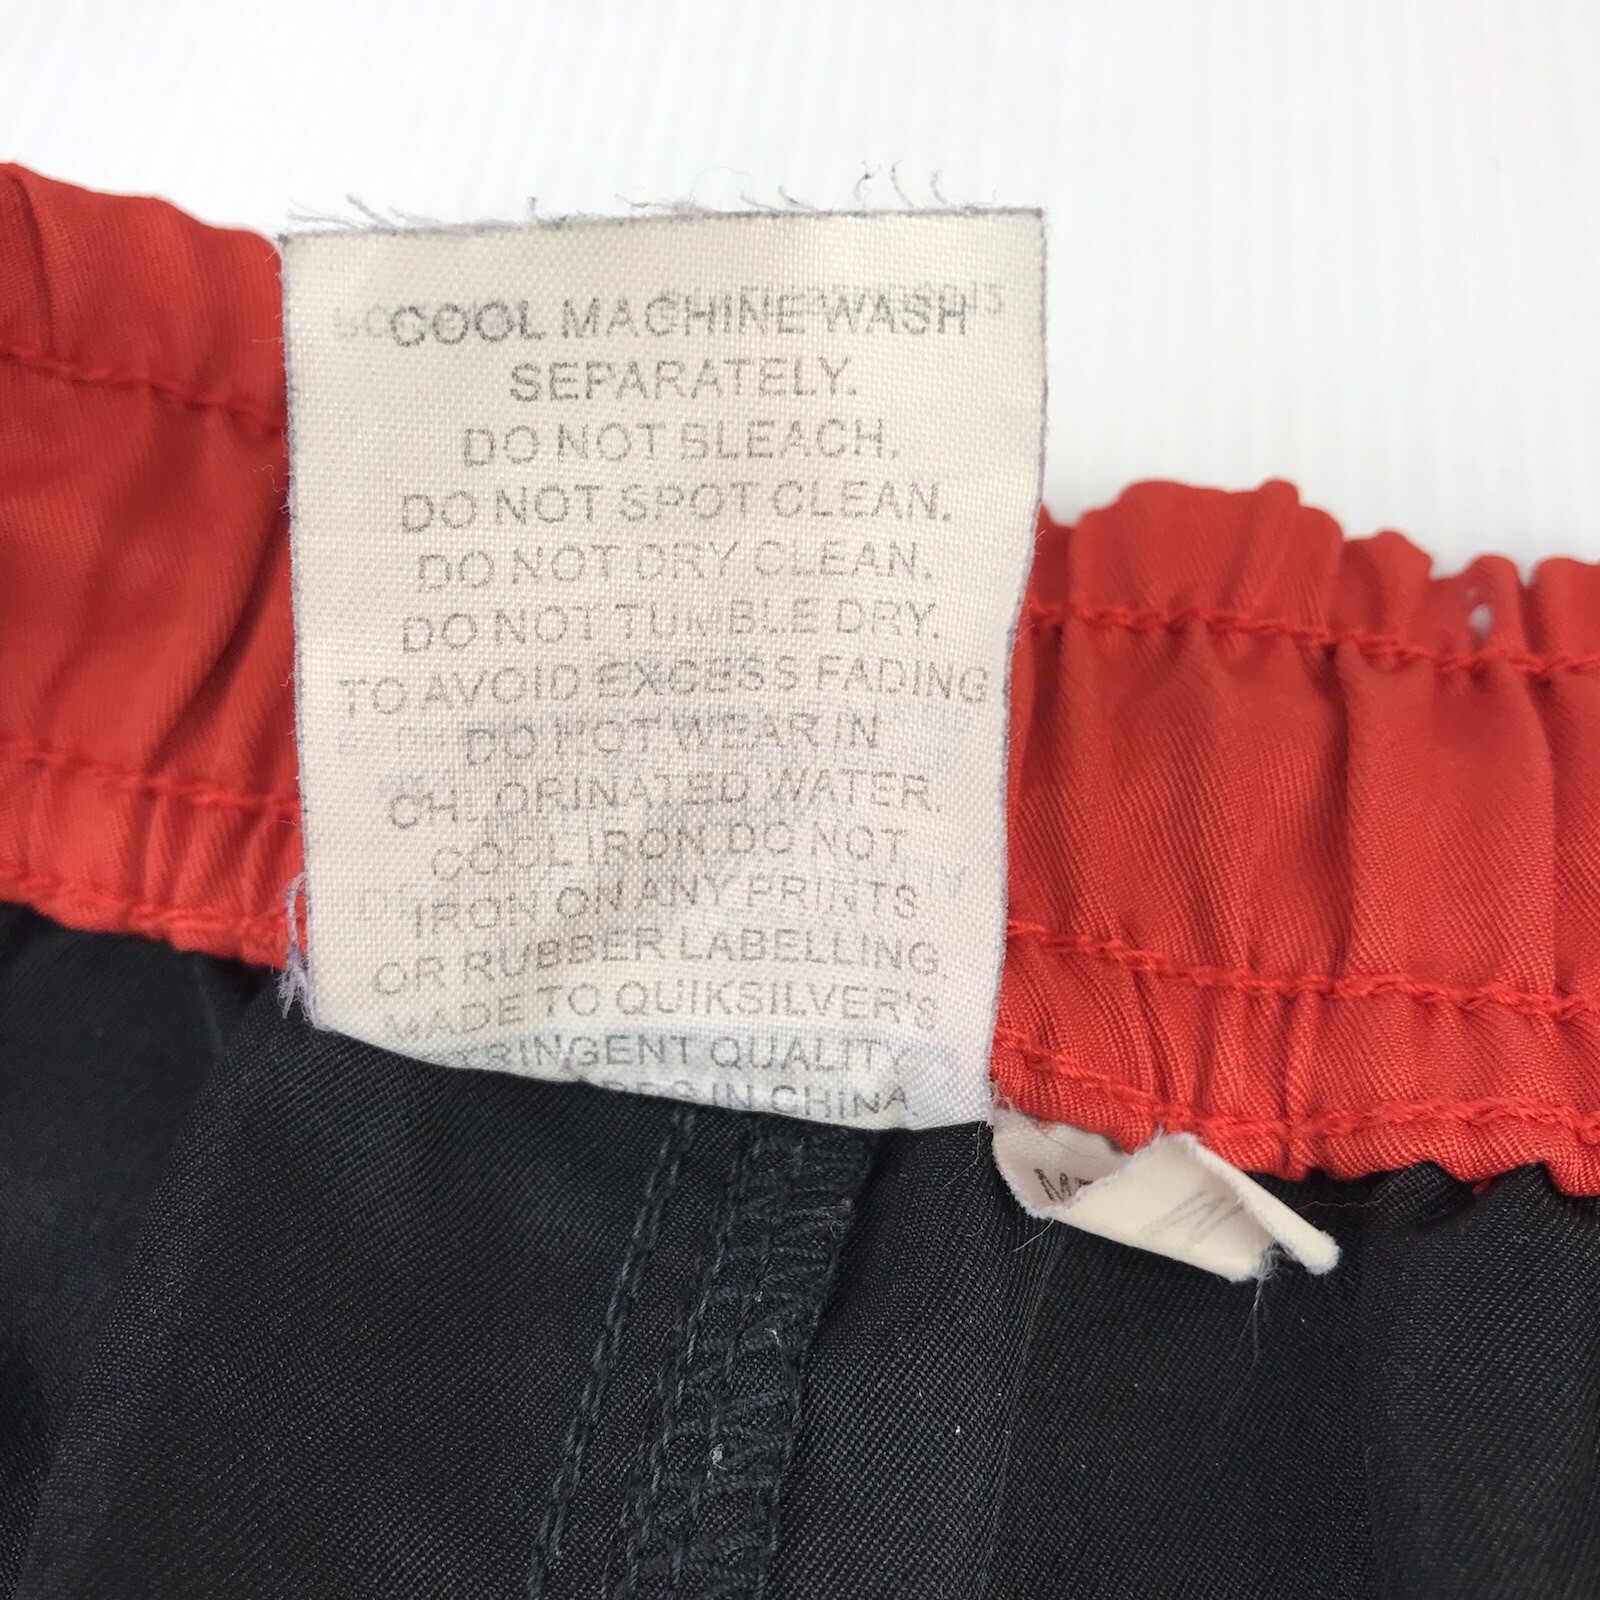 COOL MACHINE WASH
SEPARATELY.
DO NOT BLEACH.
DO NOT SPOT CLEAN.
DO NOT DRY CLEAN.
DO NOT TUMBLE DRY.
TO AVOID EXCESS FADING
DO NOT WEAR IN
CHLORINATED WATER.
COOL IRON.DO NOT
IRON ON ANY PRINTS
OR RUBBER LABELLING.
MADE TO QUIKSILVER'S
STRINGENT QUALITY
IN CHINA